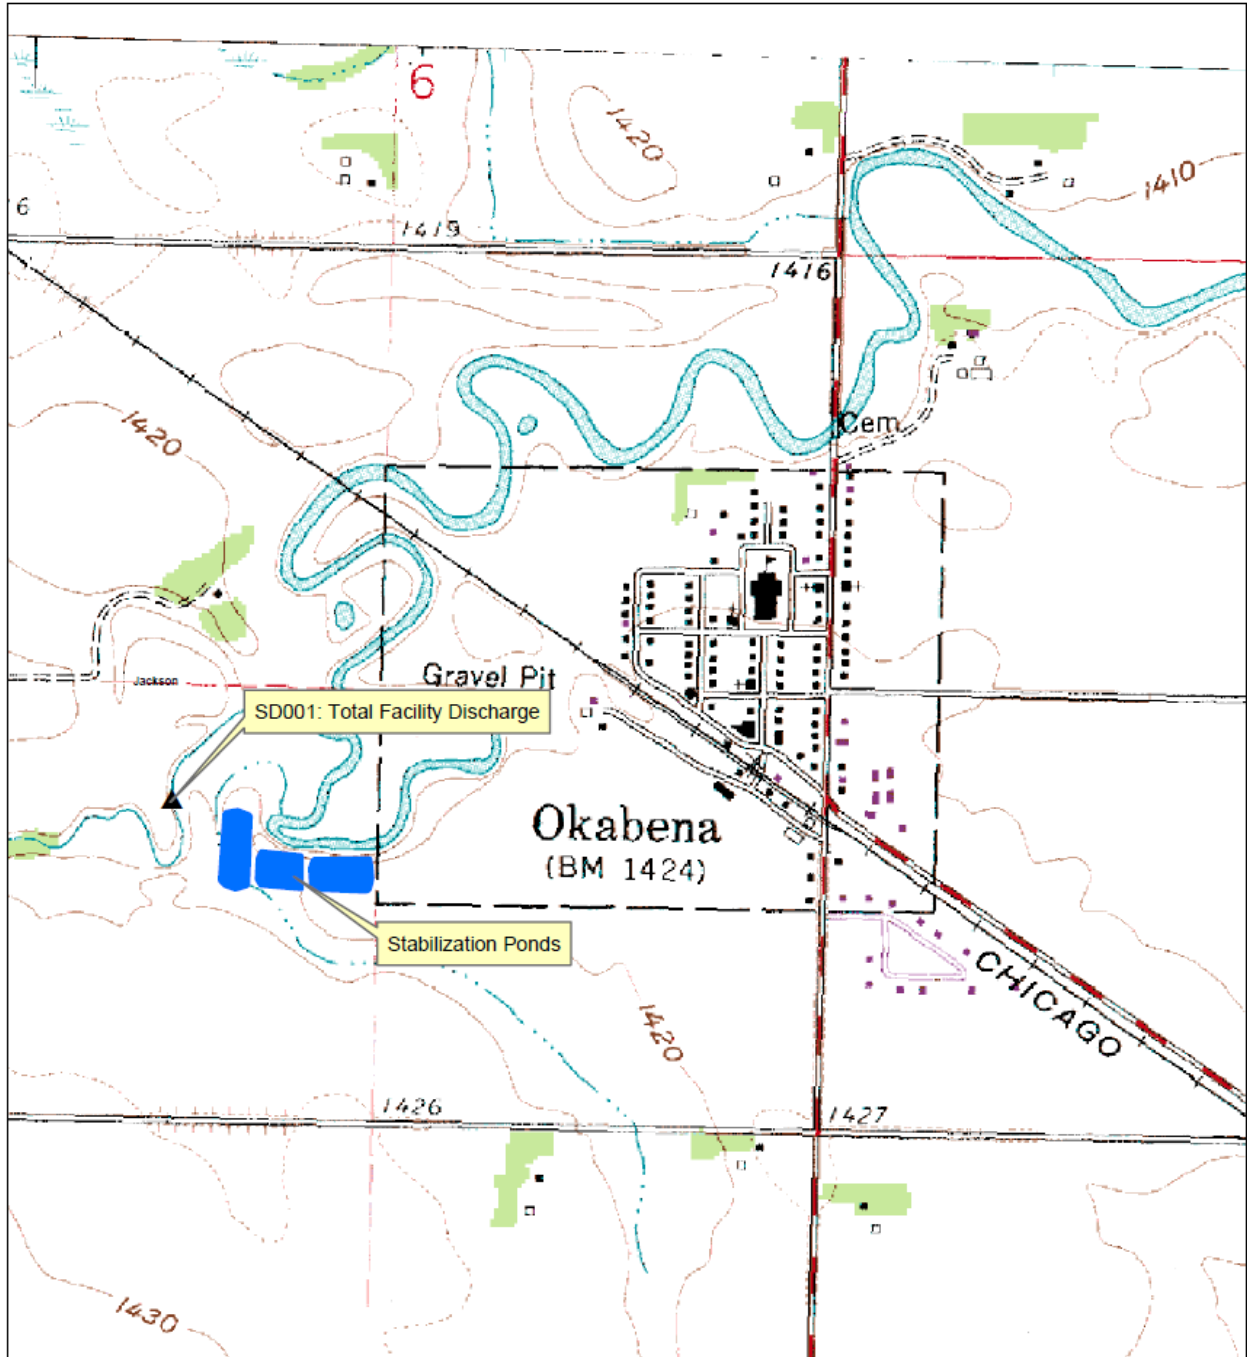 6
1420
1410
6
1419
1416
1420
Cem
Gravel Pit
Jackson
SD001: Total Facility Discharge
Okabena
(BM 1424)
Stabilization Ponds
CHICAGO
1420
1426
1427
1430